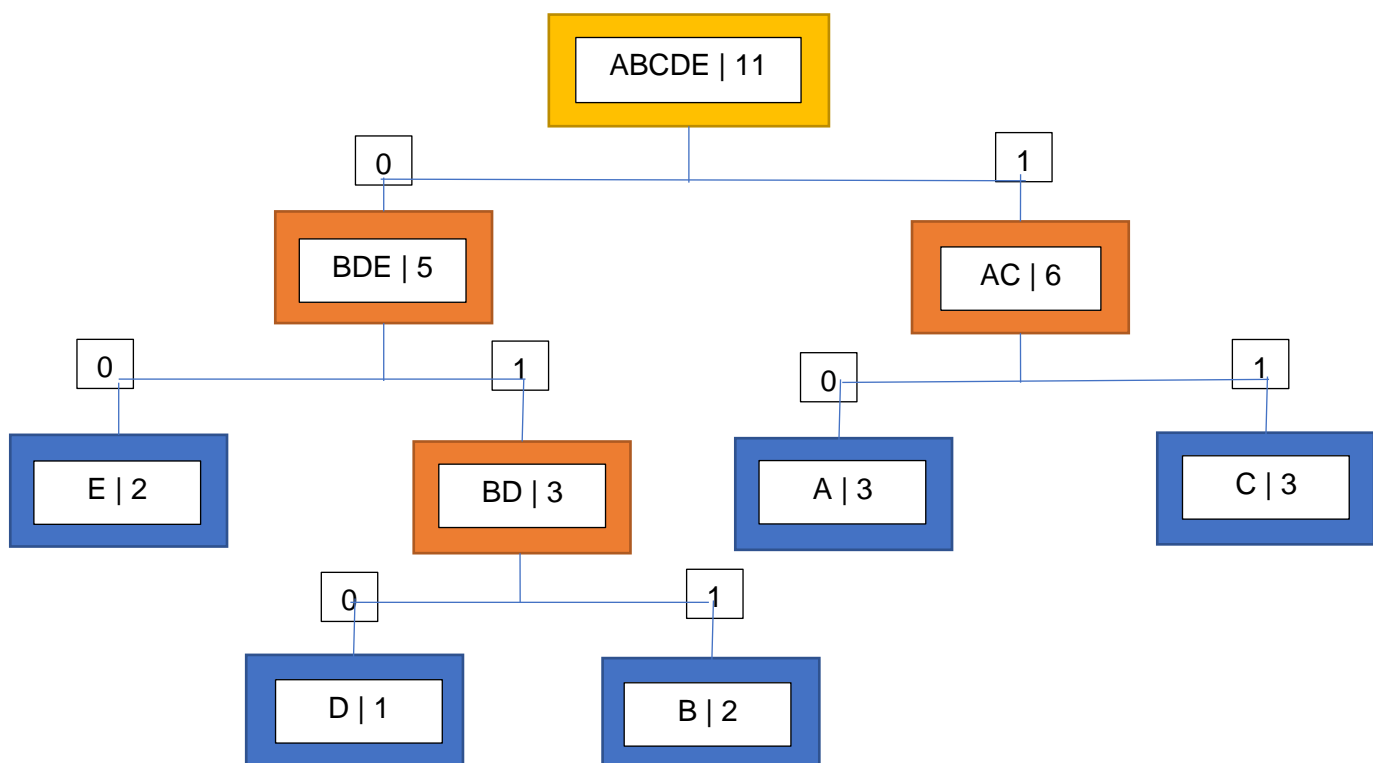 ABCDE | 11
0
1
BDE | 5
AC | 6
0
1
0
1
E | 2
BD | 3
A | 3
C | 3
0
1
D | 1
B | 2